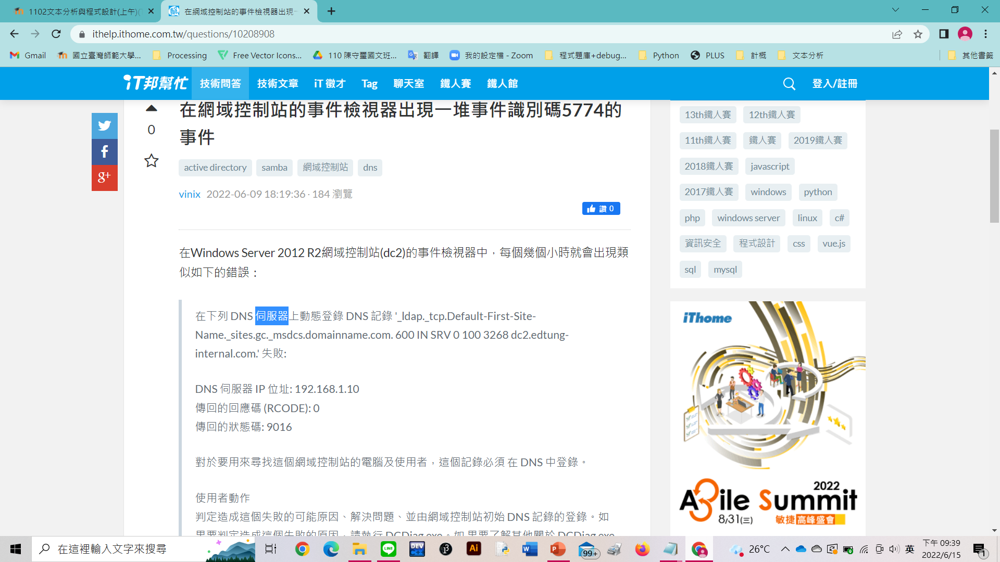 1102文本分析與程式設計(上午)(
在網域控制站的事件檢視器出現一
ithelp.ithome.com.tw/questions/10208908
Gmail
國立臺灣師範大學...
Processing
Free Vector Icons...
110 陳守璽國文班...
翻譯
我的設定檔 - Zoom
程式題庫+debug...
Python
PLUS
計概
文本分析
其他書籤
iT邦幫忙
技術問答
技術文章
iT 徵才
Tag
聊天室
鐵人賽
鐵人館
登入/註冊
g+
0
在網域控制站的事件檢視器出現一堆事件識別碼5774的
事件
active directory
samba
網域控制站
dns
vinix 2022-06-09 18:19:36 ‧ 184 瀏覽
讚 0
在Windows Server 2012 R2網域控制站(dc2)的事件檢視器中，每個幾個小時就會出現類
似如下的錯誤：
在下列 DNS 伺服器上動態登錄 DNS 記錄 '_ldap._tcp.Default-First-Site-
Name._sites.gc._msdcs.domainname.com. 600 IN SRV 0 100 3268 dc2.edtung-
internal.com.' 失敗:
DNS 伺服器 IP 位址: 192.168.1.10
傳回的回應碼 (RCODE): 0
傳回的狀態碼: 9016
對於要用來尋找這個網域控制站的電腦及使用者，這個記錄必須 在 DNS 中登錄。
使用者動作
判定造成這個失敗的可能原因、解決問題、並由網域控制站初始 DNS 記錄的登錄。如
果要判定造成這個失敗的原因，請執行 DCDiag.exe。如 果要了解其他關於 DCDiag.exe
13th鐵人賽
12th鐵人賽
11th鐵人賽
鐵人賽
2019鐵人賽
2018鐵人賽
javascript
2017鐵人賽
windows
python
php
windows server
linux
c#
資訊安全
程式設計
css
vue.js
sql
mysql
iThome
2022
Agile Summit
8/31(三) 敏捷高峰盛會
在這裡輸入文字來搜尋
LINE
DEV
C++
Ai
W
P
99+
26°C
英
下午 09:39
2022/6/15
1